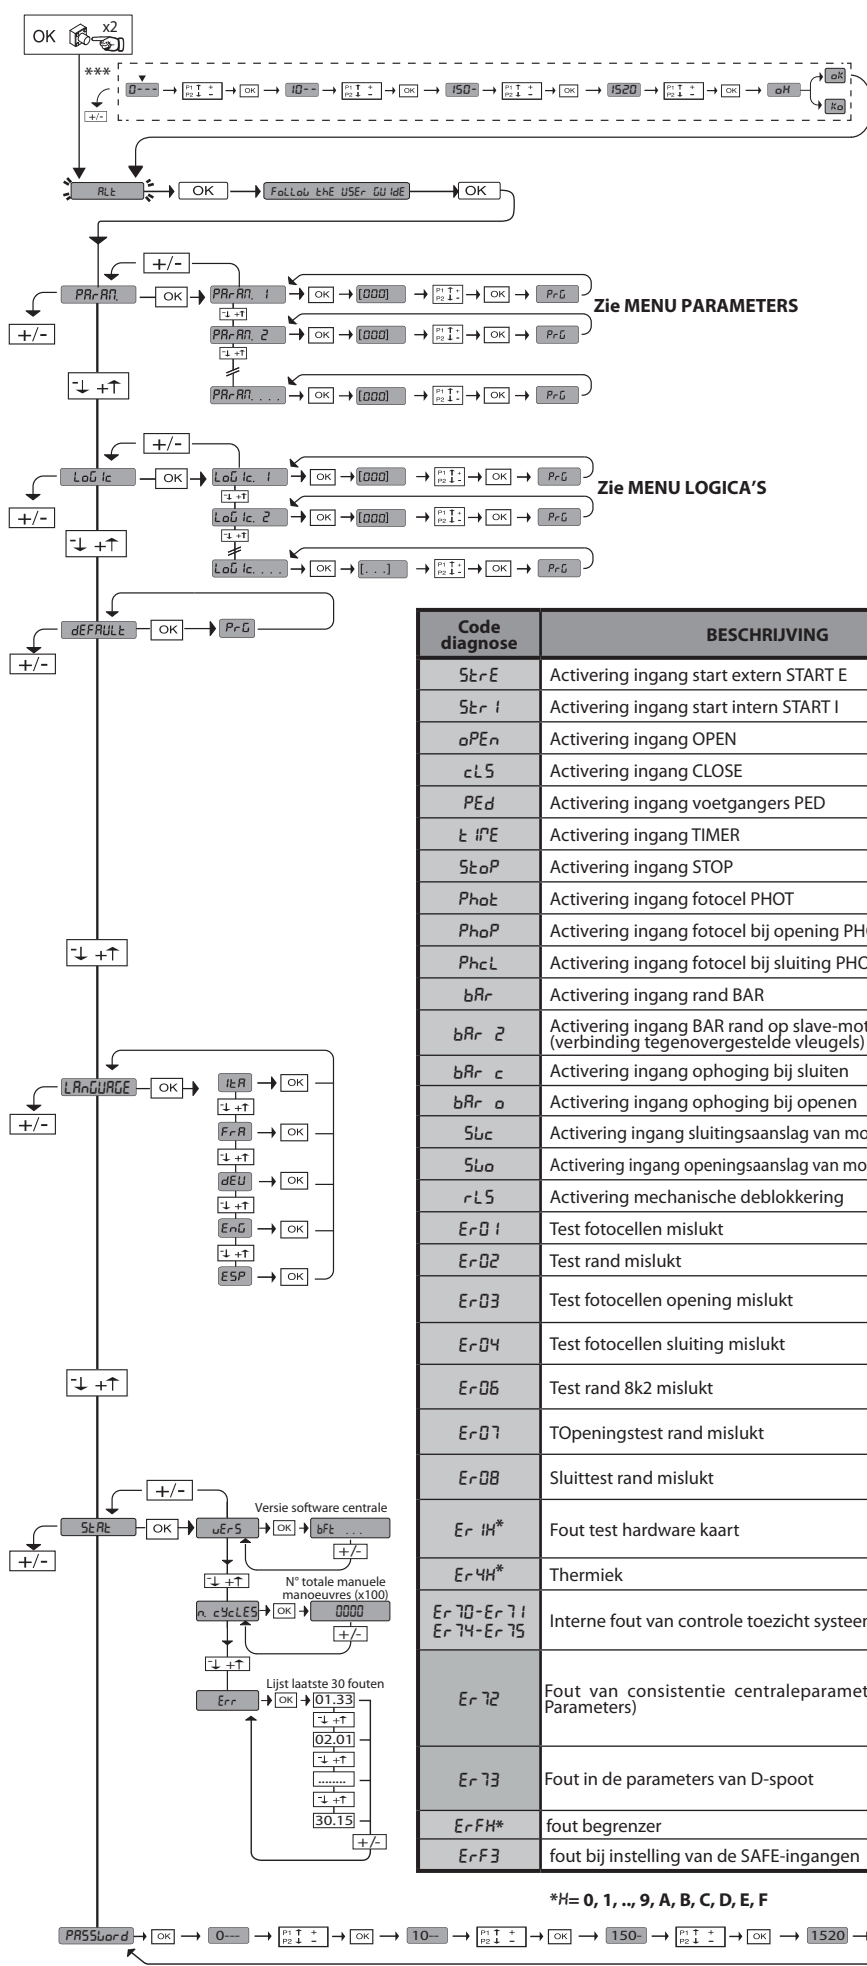 OK x2
***
0--- P1 + P2 - OK 10-- P1 + P2 - OK 150- P1 + P2 - OK 1520 P1 + P2 - OK oH oK
+/- Ko
ALt OK FoLLow thE USEr GUIdE OK
+/-
PArAM. OK PArAM. 1 OK [000] P1 + P2 - OK PrG
Zie MENU PARAMETERS
+/- - +
PArAM. 2 OK [000] P1 + P2 - OK PrG
- +
- + PArAM. . . . OK [000] P1 + P2 - OK PrG
+/-
LoGIc OK LoGIc. 1 OK [000] P1 + P2 - OK PrG
Zie MENU LOGICA'S
+/- - +
LoGIc. 2 OK [000] P1 + P2 - OK PrG
- + - +
LoGIc. . . . OK [. . .] P1 + P2 - OK PrG
dEFAULt OK PrG
+/-
- +
LAnGUAGE OK ItA OK
+/- - +
FrA OK
- +
dEU OK
- +
EnG OK
- +
ESP OK
- +
+/-
Versie software centrale
StAt OK vErS OK bFt ...
+/- +/-
- + N° totale manuele
manoeuvres (x100)
n. cYcLES OK 0000
+/-
- + Lijst laatste 30 fouten
Err OK 01.33
- +
02.01
- +
........
- +
30.15
+/-
Code
diagnose BESCHRIJVING
StrE Activering ingang start extern START E
StrI Activering ingang start intern START I
oPEn Activering ingang OPEN
cLS Activering ingang CLOSE
PEd Activering ingang voetgangers PED
tIME Activering ingang TIMER
StoP Activering ingang STOP
Phot Activering ingang fotocel PHOT
PhoP Activering ingang fotocel bij opening
PhcL Activering ingang fotocel bij sluiting
bAr Activering ingang rand BAR
bAr 2 Activering ingang BAR rand op
(verbinding tegenovergestelde vleugels)
bAr c Activering ingang ophoging bij sluiten
bAr o Activering ingang ophoging bij openen
SWc Activering ingang sluitingsaanslag van
SWo Activering ingang openingsaanslag van
rLS Activering mechanische deblokkering
Er01 Test fotocellen mislukt
Er02 Test rand mislukt
Er03 Test fotocellen opening mislukt
Er04 Test fotocellen sluiting mislukt
Er06 Test rand 8k2 mislukt
Er07 TOpeningstest rand mislukt
Er08 Sluittest rand mislukt
Er1H* Fout test hardware kaart
Er4H* Thermiek
Er70-Er71
Er74-Er75 Interne fout van controle toezicht
Er72 Fout van consistentie
Parameters)
Er73 Fout in de parameters van D-spoot
ErFH* fout begrenzer
ErF3 fout bij instelling van de SAFE-ingangen
*H= 0, 1, .., 9, A, B, C, D, E, F
PASSword OK 0--- P1 + P2 - OK 10-- P1 + P2 - OK 150- P1 + P2 - OK 1520